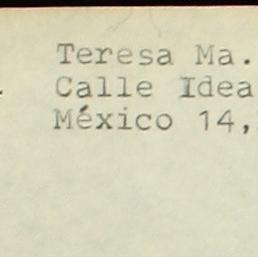 Teresa Ma.
Calle Idea
México 14,